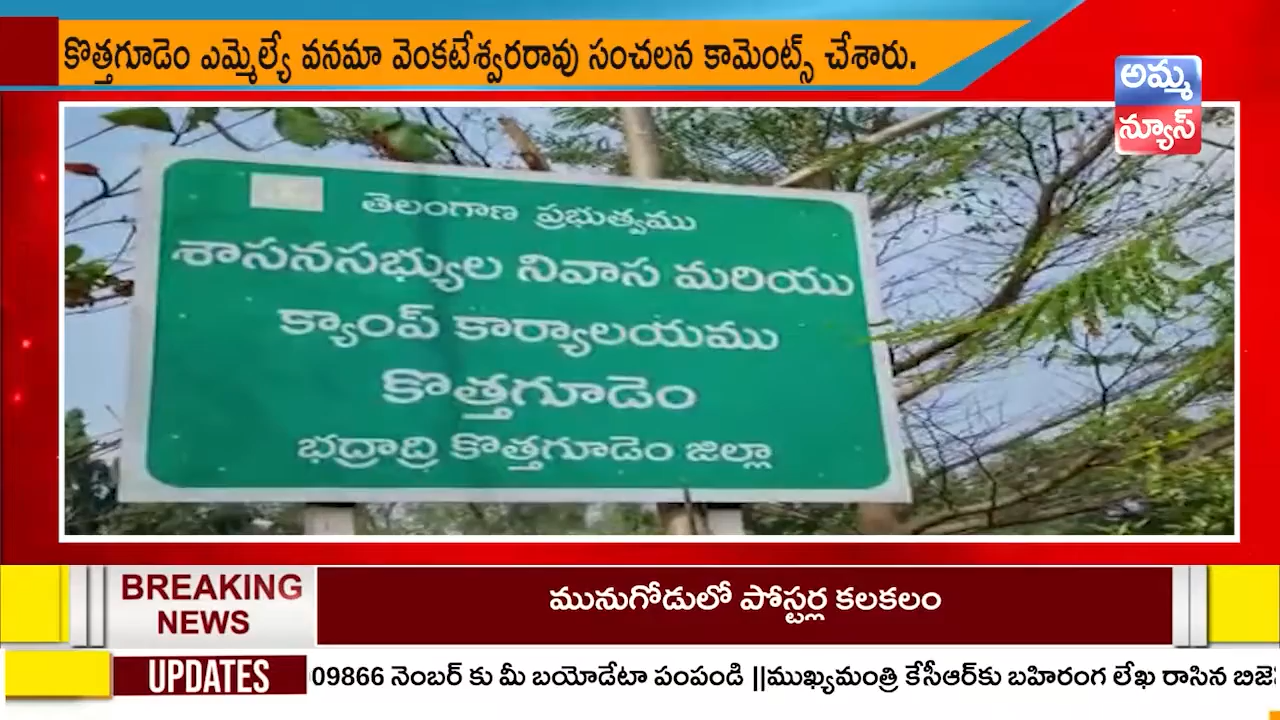 కొత్తగూడెం ఎమ్మెల్యే వనమా వెంకటేశ్వరరావు సంచలన కామెంట్స్ చేశారు.
అమ్మ
న్యూస్
తెలంగాణ ప్రభుత్వము
శాసనసభ్యుల నివాస మరియు
క్యాంప్ కార్యాలయము
కొత్తగూడెం
భద్రాద్రి కొత్తగూడెం జిల్లా
BREAKING
NEWS
మునుగోడులో పోస్టర్ల కలకలం
UPDATES
09866 నెంబర్ కు మీ బయోడేటా పంపండి ||ముఖ్యమంత్రి కేసీఆర్‌కు బహిరంగ లేఖ రాసిన